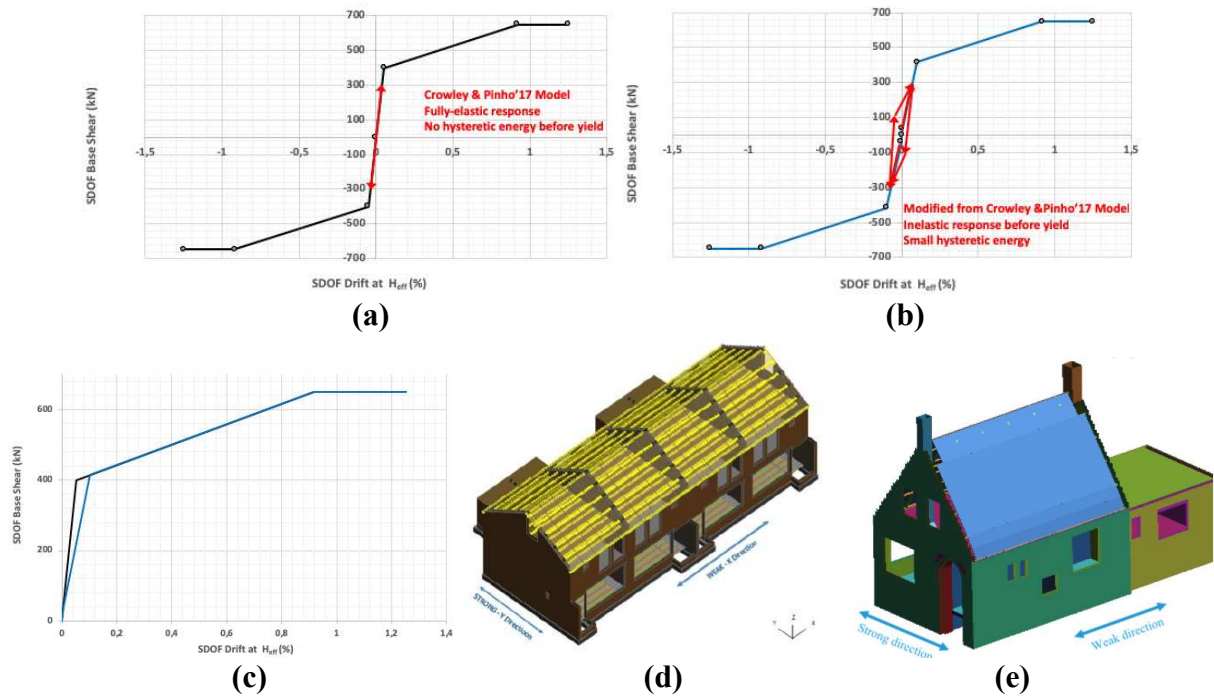 700
500
300
100
-100
-300
-500
-700
-1,5
-1
-0,5
0
0,5
1
1,5
SDOF Base Shear (kN)
Crowley & Pinho'17 Model
Fully-elastic response
No hysteretic energy before yield
SDOF Drift at Heff (%)
(a)
700
500
300
100
-100
-300
-500
-700
-1,5
-1
-0,5
0
0,5
1
1,5
SDOF Base Shear (kN)
Modified from Crowley &Pinho'17 Model
Inelastic response before yield
Small hysteretic energy
SDOF Drift at Heff (%)
(b)
600
400
200
0
0
0,2
0,4
0,6
0,8
1
1,2
1,4
SDOF Base Shear (kN)
SDOF Drift at Heff (%)
(c)
STRONG - Y Direction
WEAK - X Direction
Z
Y
X
(d)
Strong direction
Weak direction
(e)